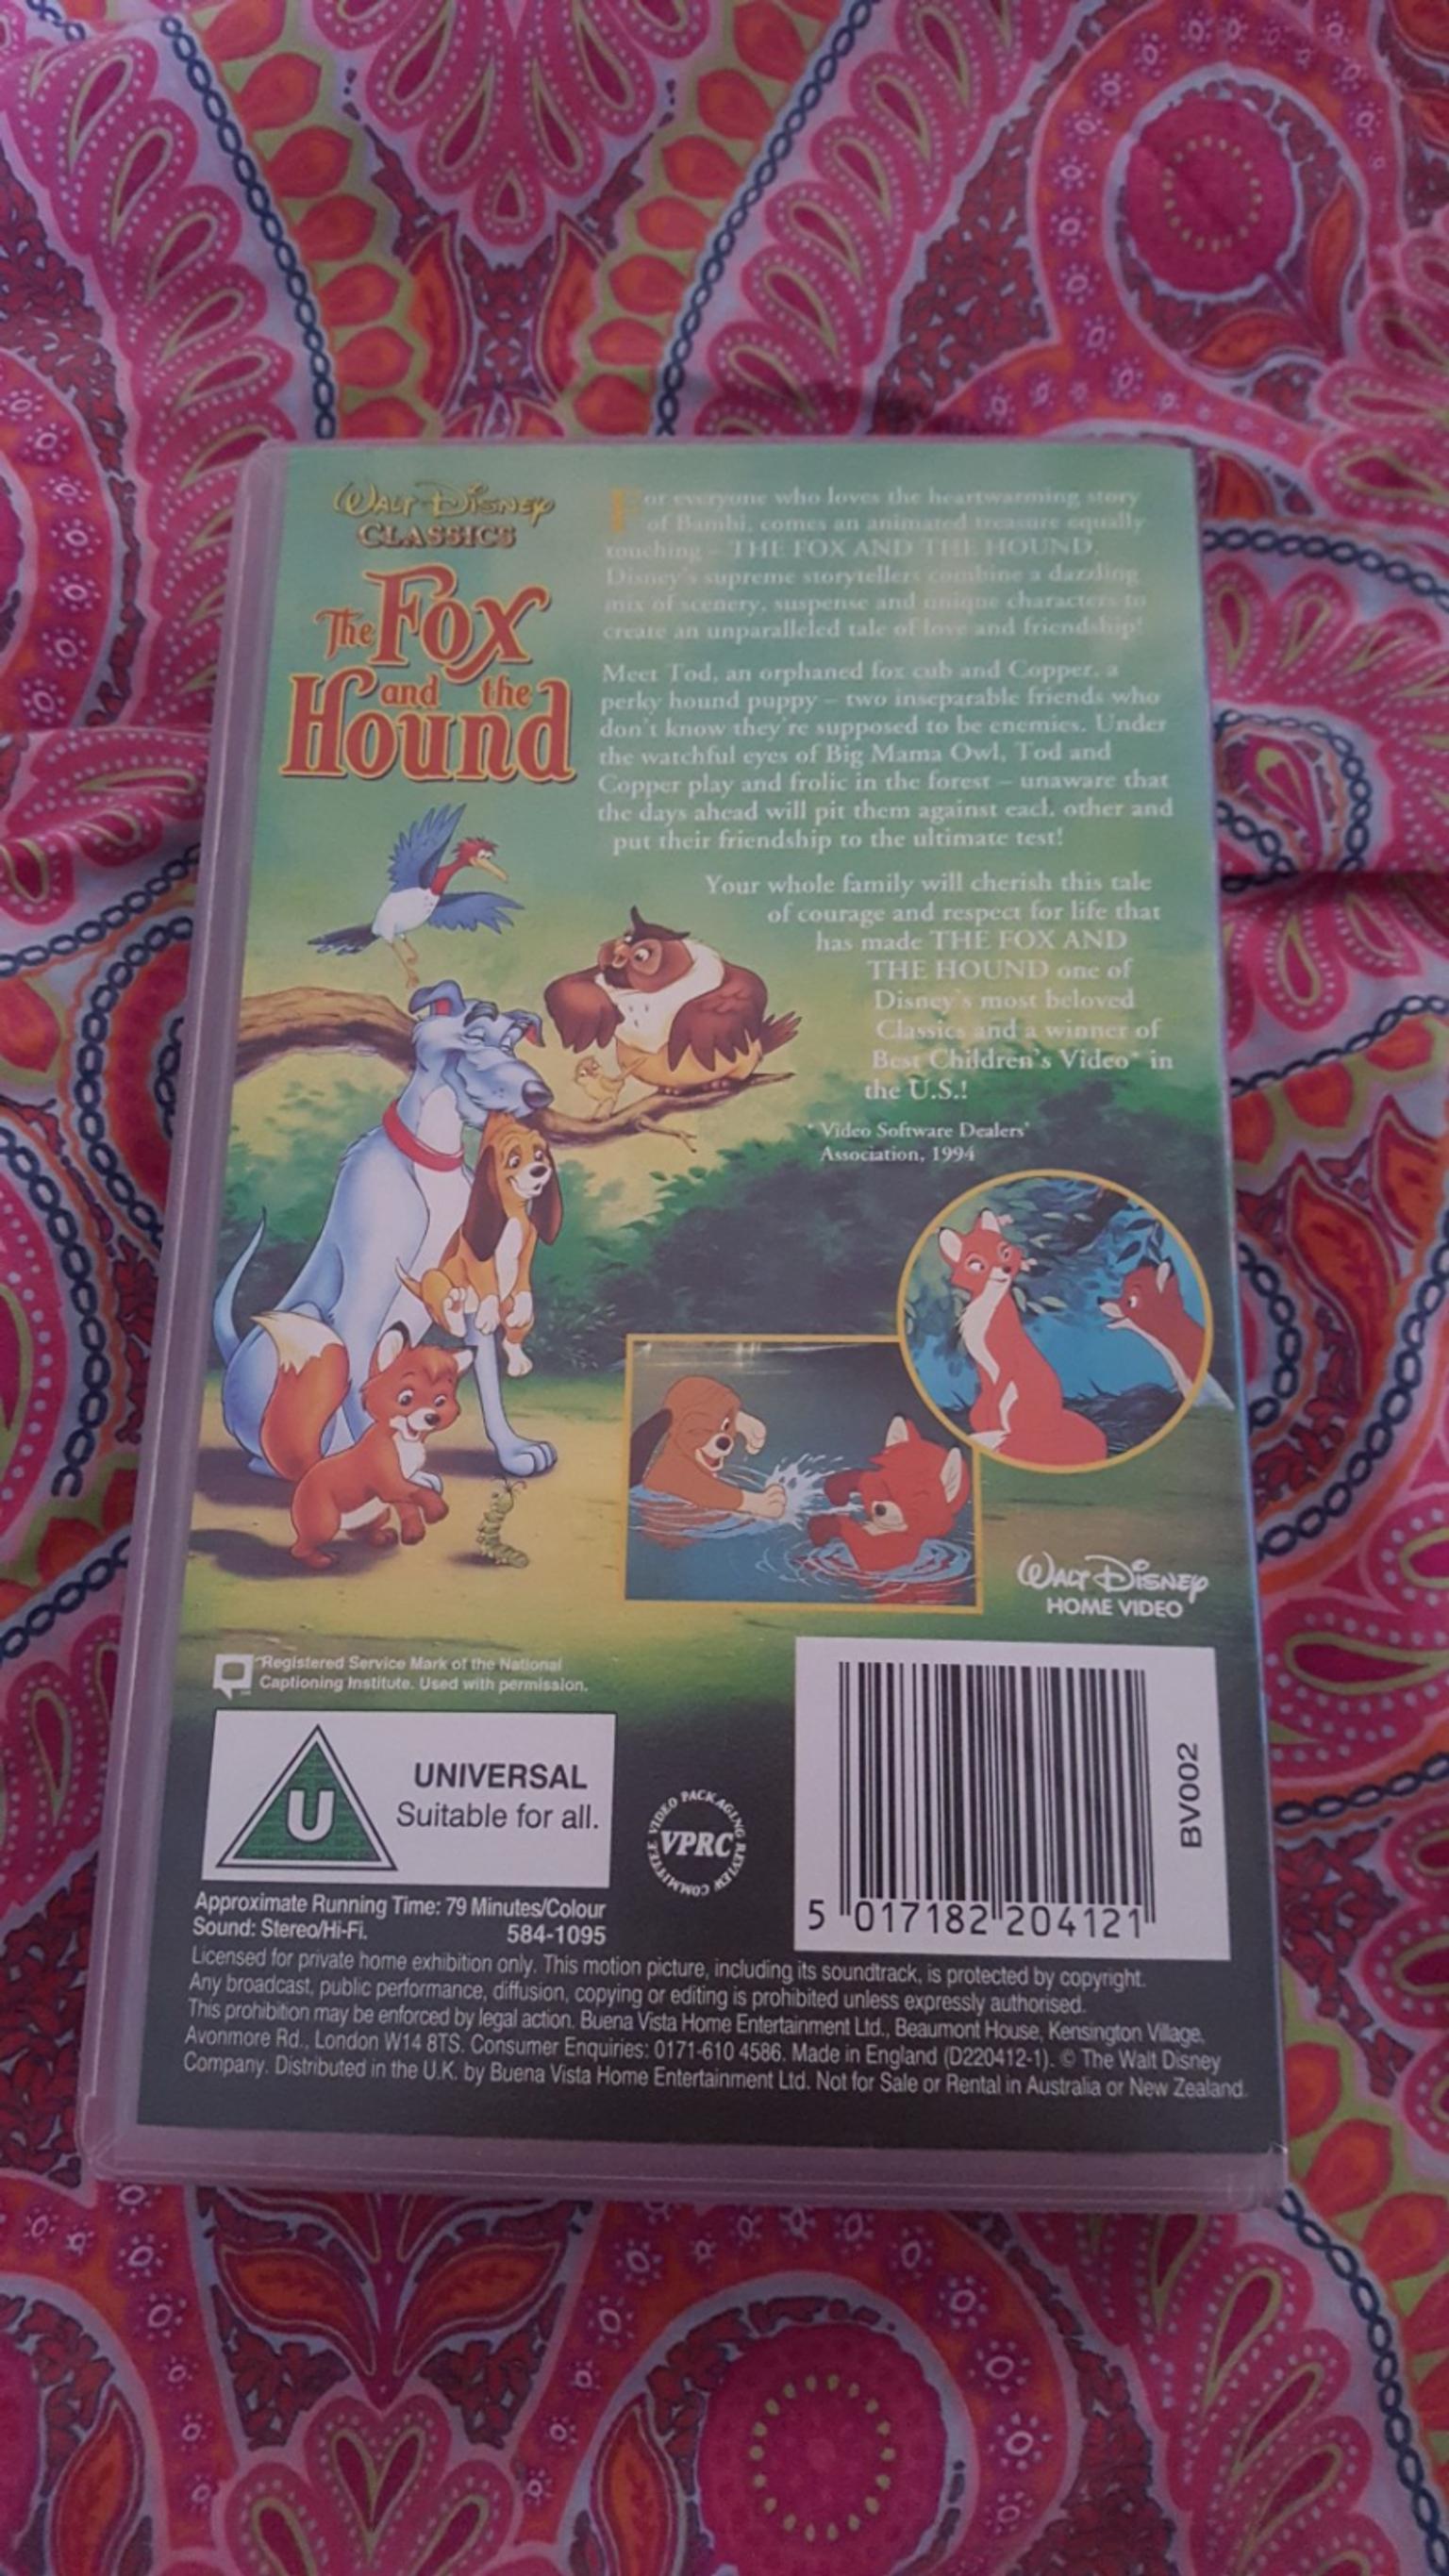 WALT DISNEY
CLASSICS
The Fox
and the
Hound
For everyone who loves the heartwarming story
of Bambi, comes an animated treasure equally
touching – THE FOX AND THE HOUND.
Disney's supreme storytellers combine a dazzling
mix of scenery, suspense and unique characters to
create an unparalleled tale of love and friendship!
Meet Tod, an orphaned fox cub and Copper, a
perky hound puppy – two inseparable friends who
don't know they're supposed to be enemies. Under
the watchful eyes of Big Mama Owl, Tod and
Copper play and frolic in the forest – unaware that
the days ahead will pit them against each other and
put their friendship to the ultimate test!
Your whole family will cherish this tale
of courage and respect for life that
has made THE FOX AND
THE HOUND one of
Disney's most beloved
Classics and a winner of
Best Children's Video* in
the U.S.!
* Video Software Dealers'
Association, 1994
WALT DISNEY
HOME VIDEO
Registered Service Mark of the National
Captioning Institute. Used with permission.
U
UNIVERSAL
Suitable for all.
VIDEO PACKAGING REVIEW COMMITTEE
VPRC
BV002
5 017182 204121
Approximate Running Time: 79 Minutes/Colour
Sound: Stereo/Hi-Fi. 584-1095
Licensed for private home exhibition only. This motion picture, including its soundtrack, is protected by copyright.
Any broadcast, public performance, diffusion, copying or editing is prohibited unless expressly authorised.
This prohibition may be enforced by legal action. Buena Vista Home Entertainment Ltd., Beaumont House, Kensington Village,
Avonmore Rd., London W14 8TS. Consumer Enquiries: 0171-610 4586. Made in England (D220412-1). © The Walt Disney
Company. Distributed in the U.K. by Buena Vista Home Entertainment Ltd. Not for Sale or Rental in Australia or New Zealand.